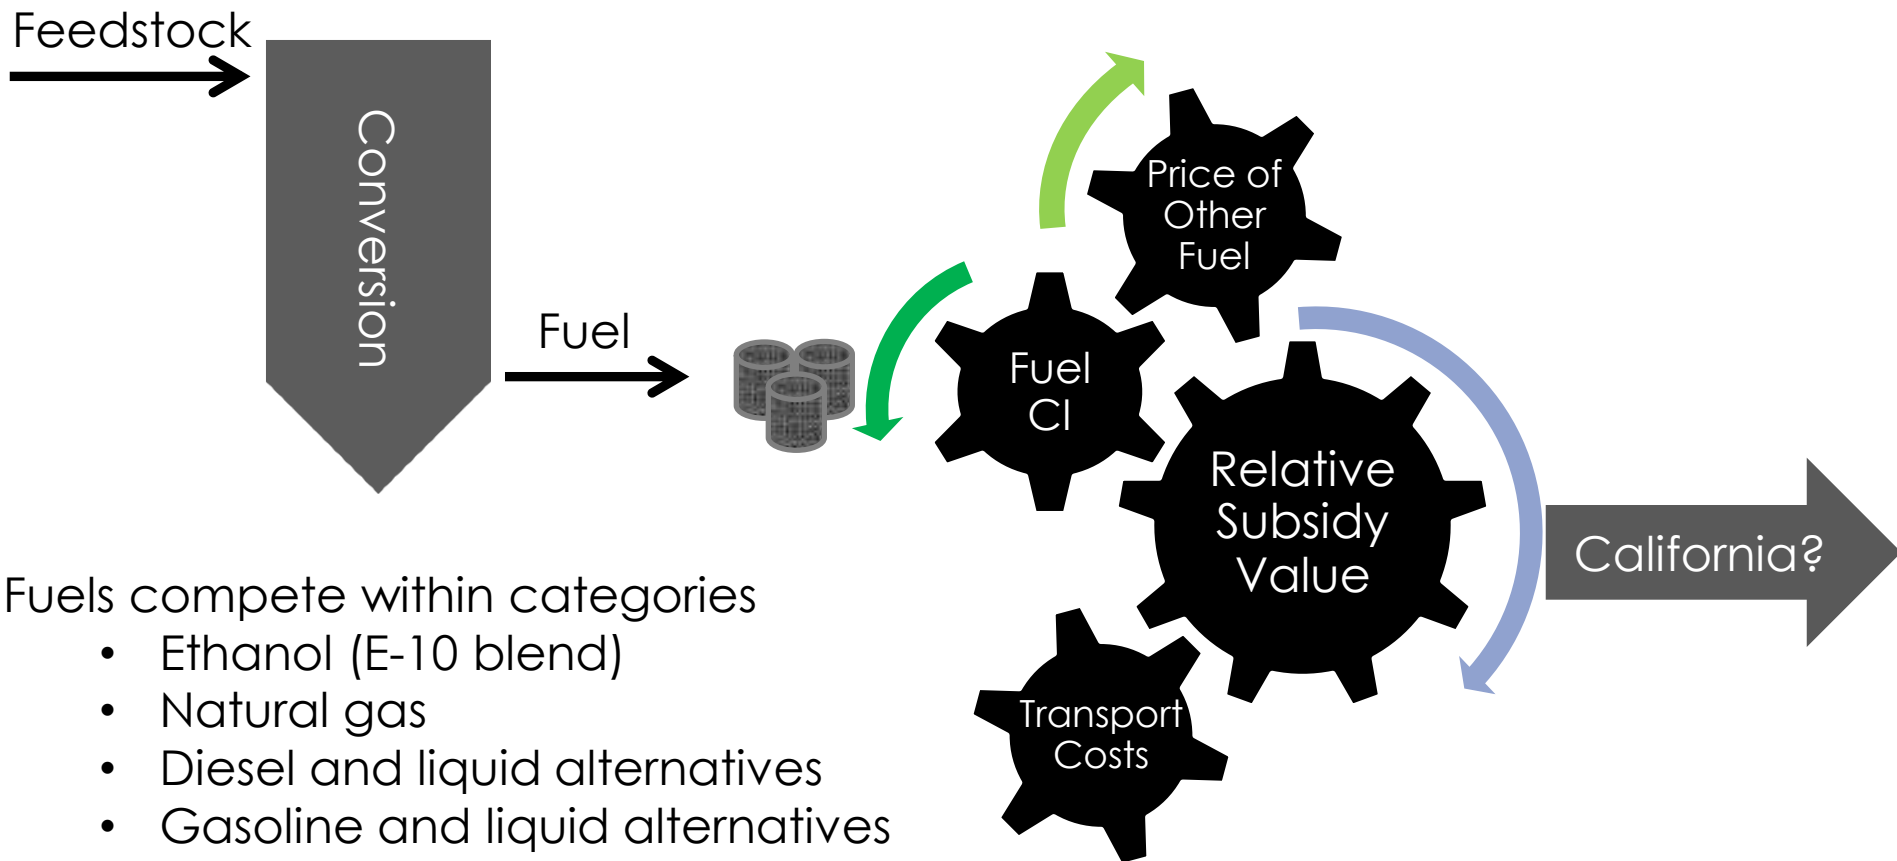 Feedstock
Conversion
Fuel
Price of
Other
Fuel
Fuel
CI
Relative
Subsidy
Value
California?
Transport
Costs
Fuels compete within categories
• Ethanol (E-10 blend)
• Natural gas
• Diesel and liquid alternatives
• Gasoline and liquid alternatives